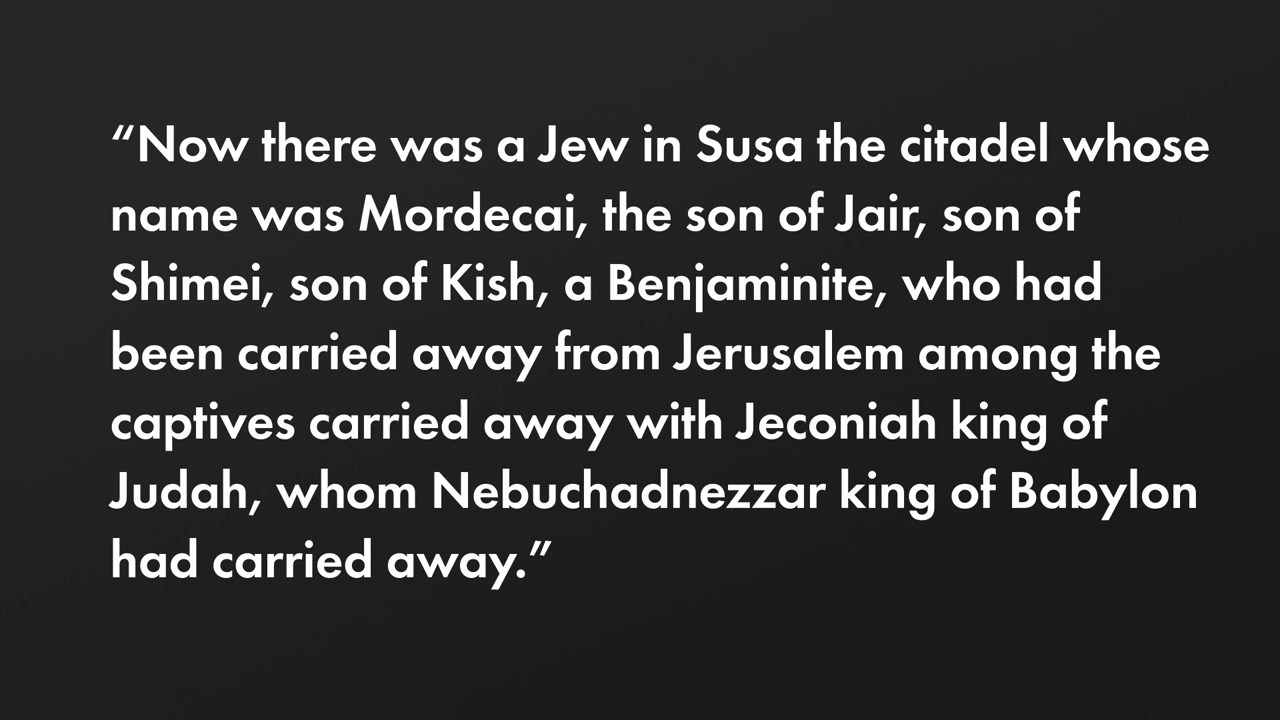 “Now there was a Jew in Susa the citadel whose
name was Mordecai, the son of Jair, son of
Shimei, son of Kish, a Benjaminite, who had
been carried away from Jerusalem among the
captives carried away with Jeconiah king of
Judah, whom Nebuchadnezzar king of Babylon
had carried away.”